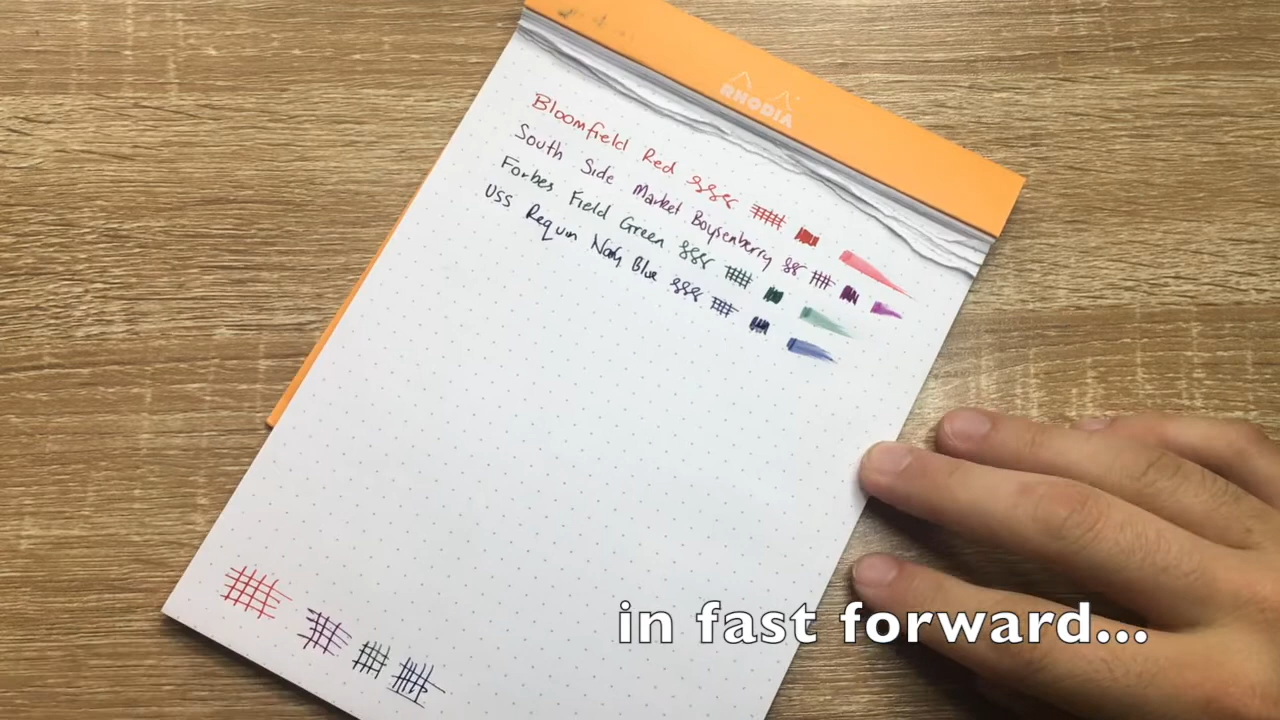 RHODIA
Bloomfield Red
South Side Market Boysenberry
Forbes Field Green
USS Requin Navy Blue
in fast forward...